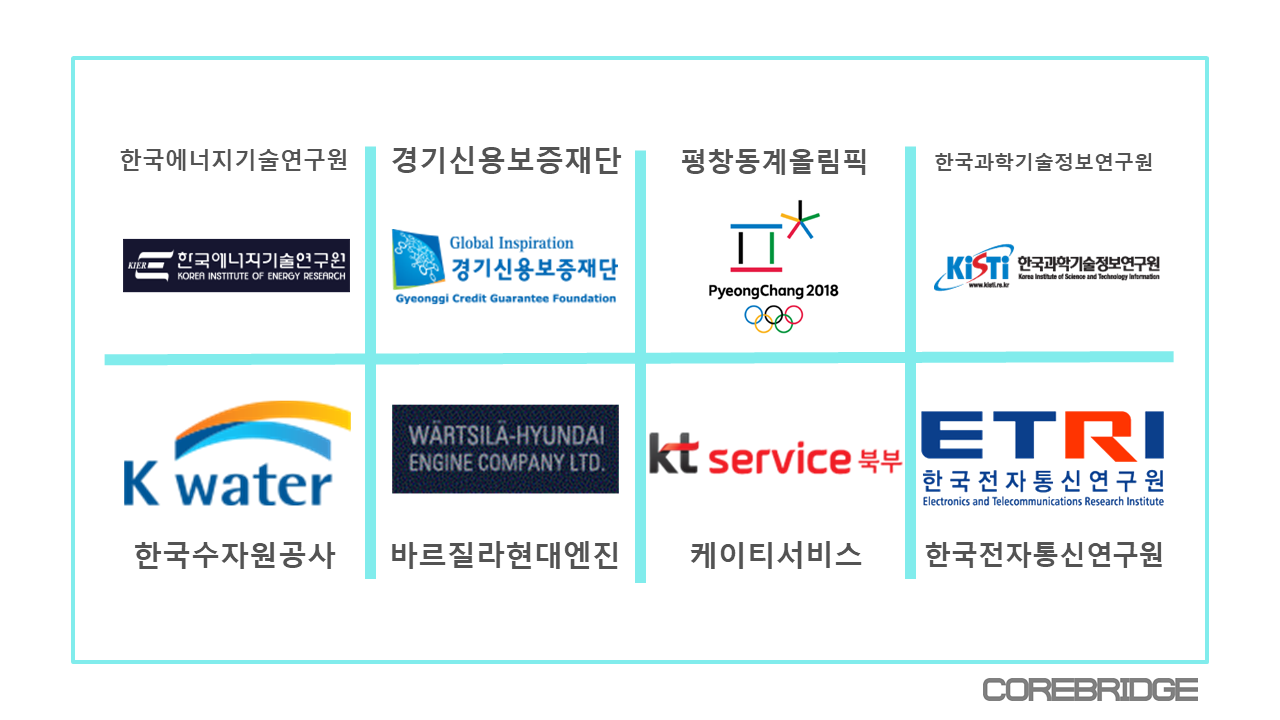 한국에너지기술연구원
경기신용보증재단
평창동계올림픽
한국과학기술정보연구원
KIER 한국에너지기술연구원
KOREA INSTITUTE OF ENERGY RESEARCH
Global Inspiration
경기신용보증재단
Gyeonggi Credit Guarantee Foundation
PyeongChang 2018
KiSTi 한국과학기술정보연구원
Korea Institute of Science and Technology Information
www.kisti.re.kr
K water
WÄRTSILÄ-HYUNDAI
ENGINE COMPANY LTD.
kt service 북부
ETRI
한국전자통신연구원
Electronics and Telecommunications Research Institute
한국수자원공사
바르질라현대엔진
케이티서비스
한국전자통신연구원
COREBRIDGE